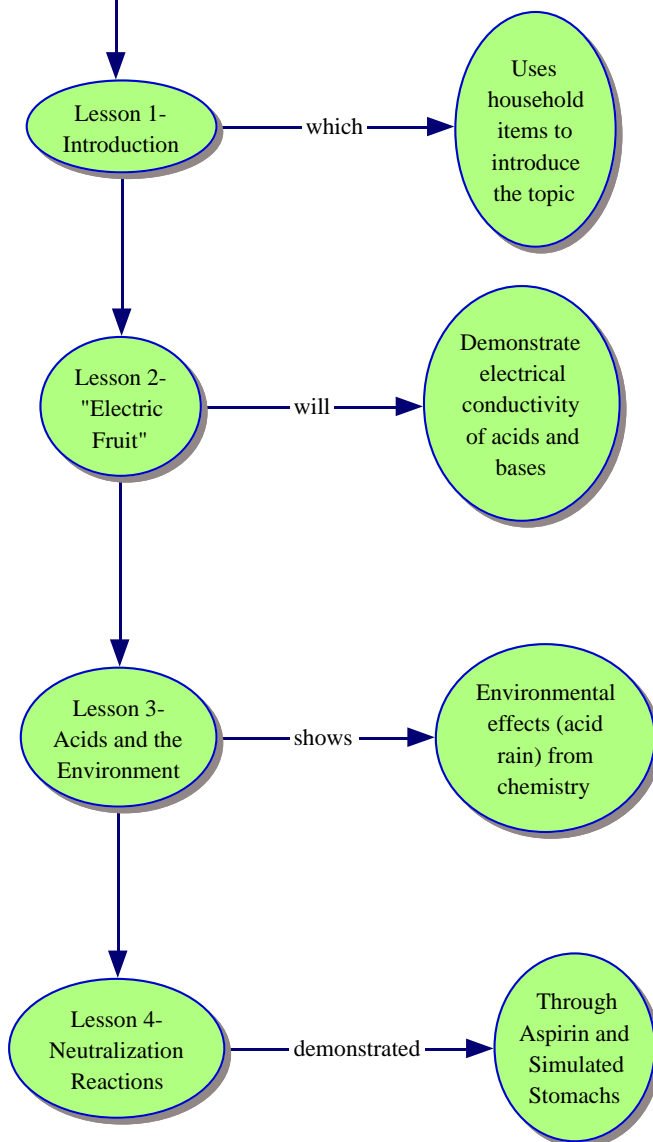 Lesson 1-
Introduction
which
Uses
household
items to
introduce
the topic
Lesson 2-
"Electric
Fruit"
will
Demonstrate
electrical
conductivity
of acids and
bases
Lesson 3-
Acids and the
Environment
shows
Environmental
effects (acid
rain) from
chemistry
Lesson 4-
Neutralization
Reactions
demonstrated
Through
Aspirin and
Simulated
Stomachs